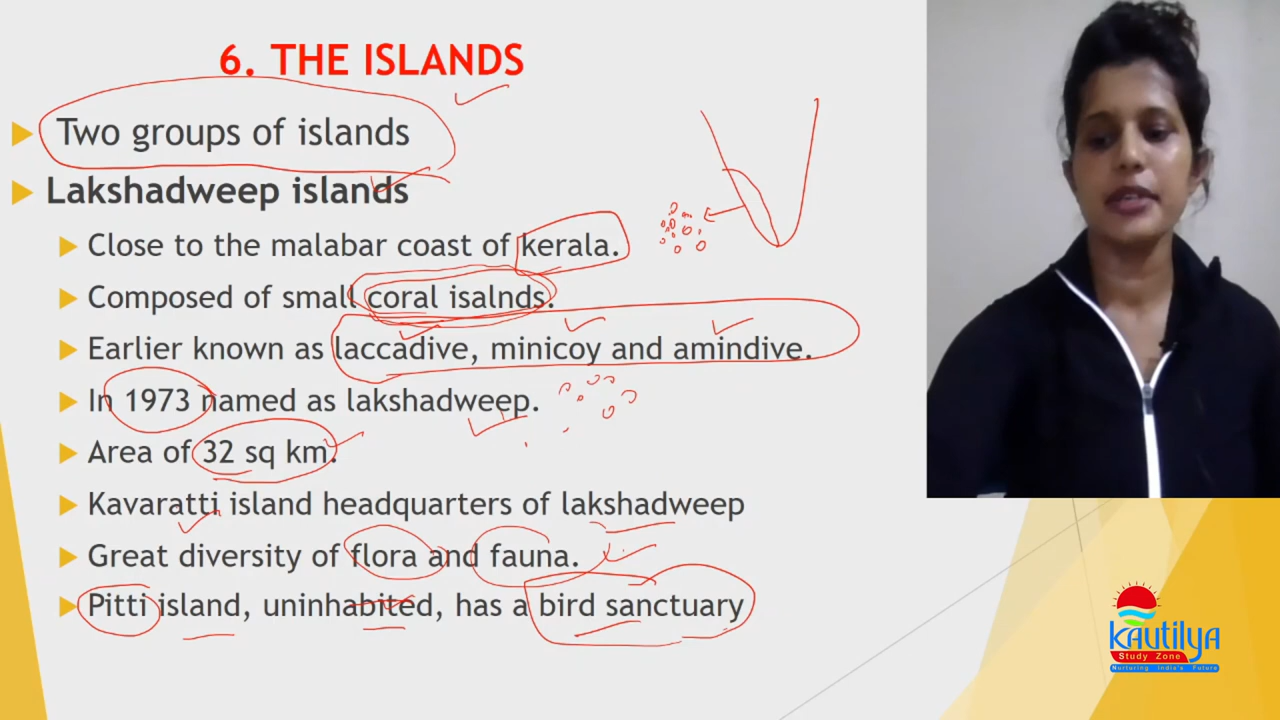 6. THE ISLANDS
Two groups of islands
Lakshadweep islands
Close to the malabar coast of kerala.
Composed of small coral isalnds.
Earlier known as laccadive, minicoy and amindive.
In 1973 named as lakshadweep.
Area of 32 sq km.
Kavaratti island headquarters of lakshadweep
Great diversity of flora and fauna.
Pitti island, uninhabited, has a bird sanctuary
Kautilya
Study Zone
Nurturing India's Future